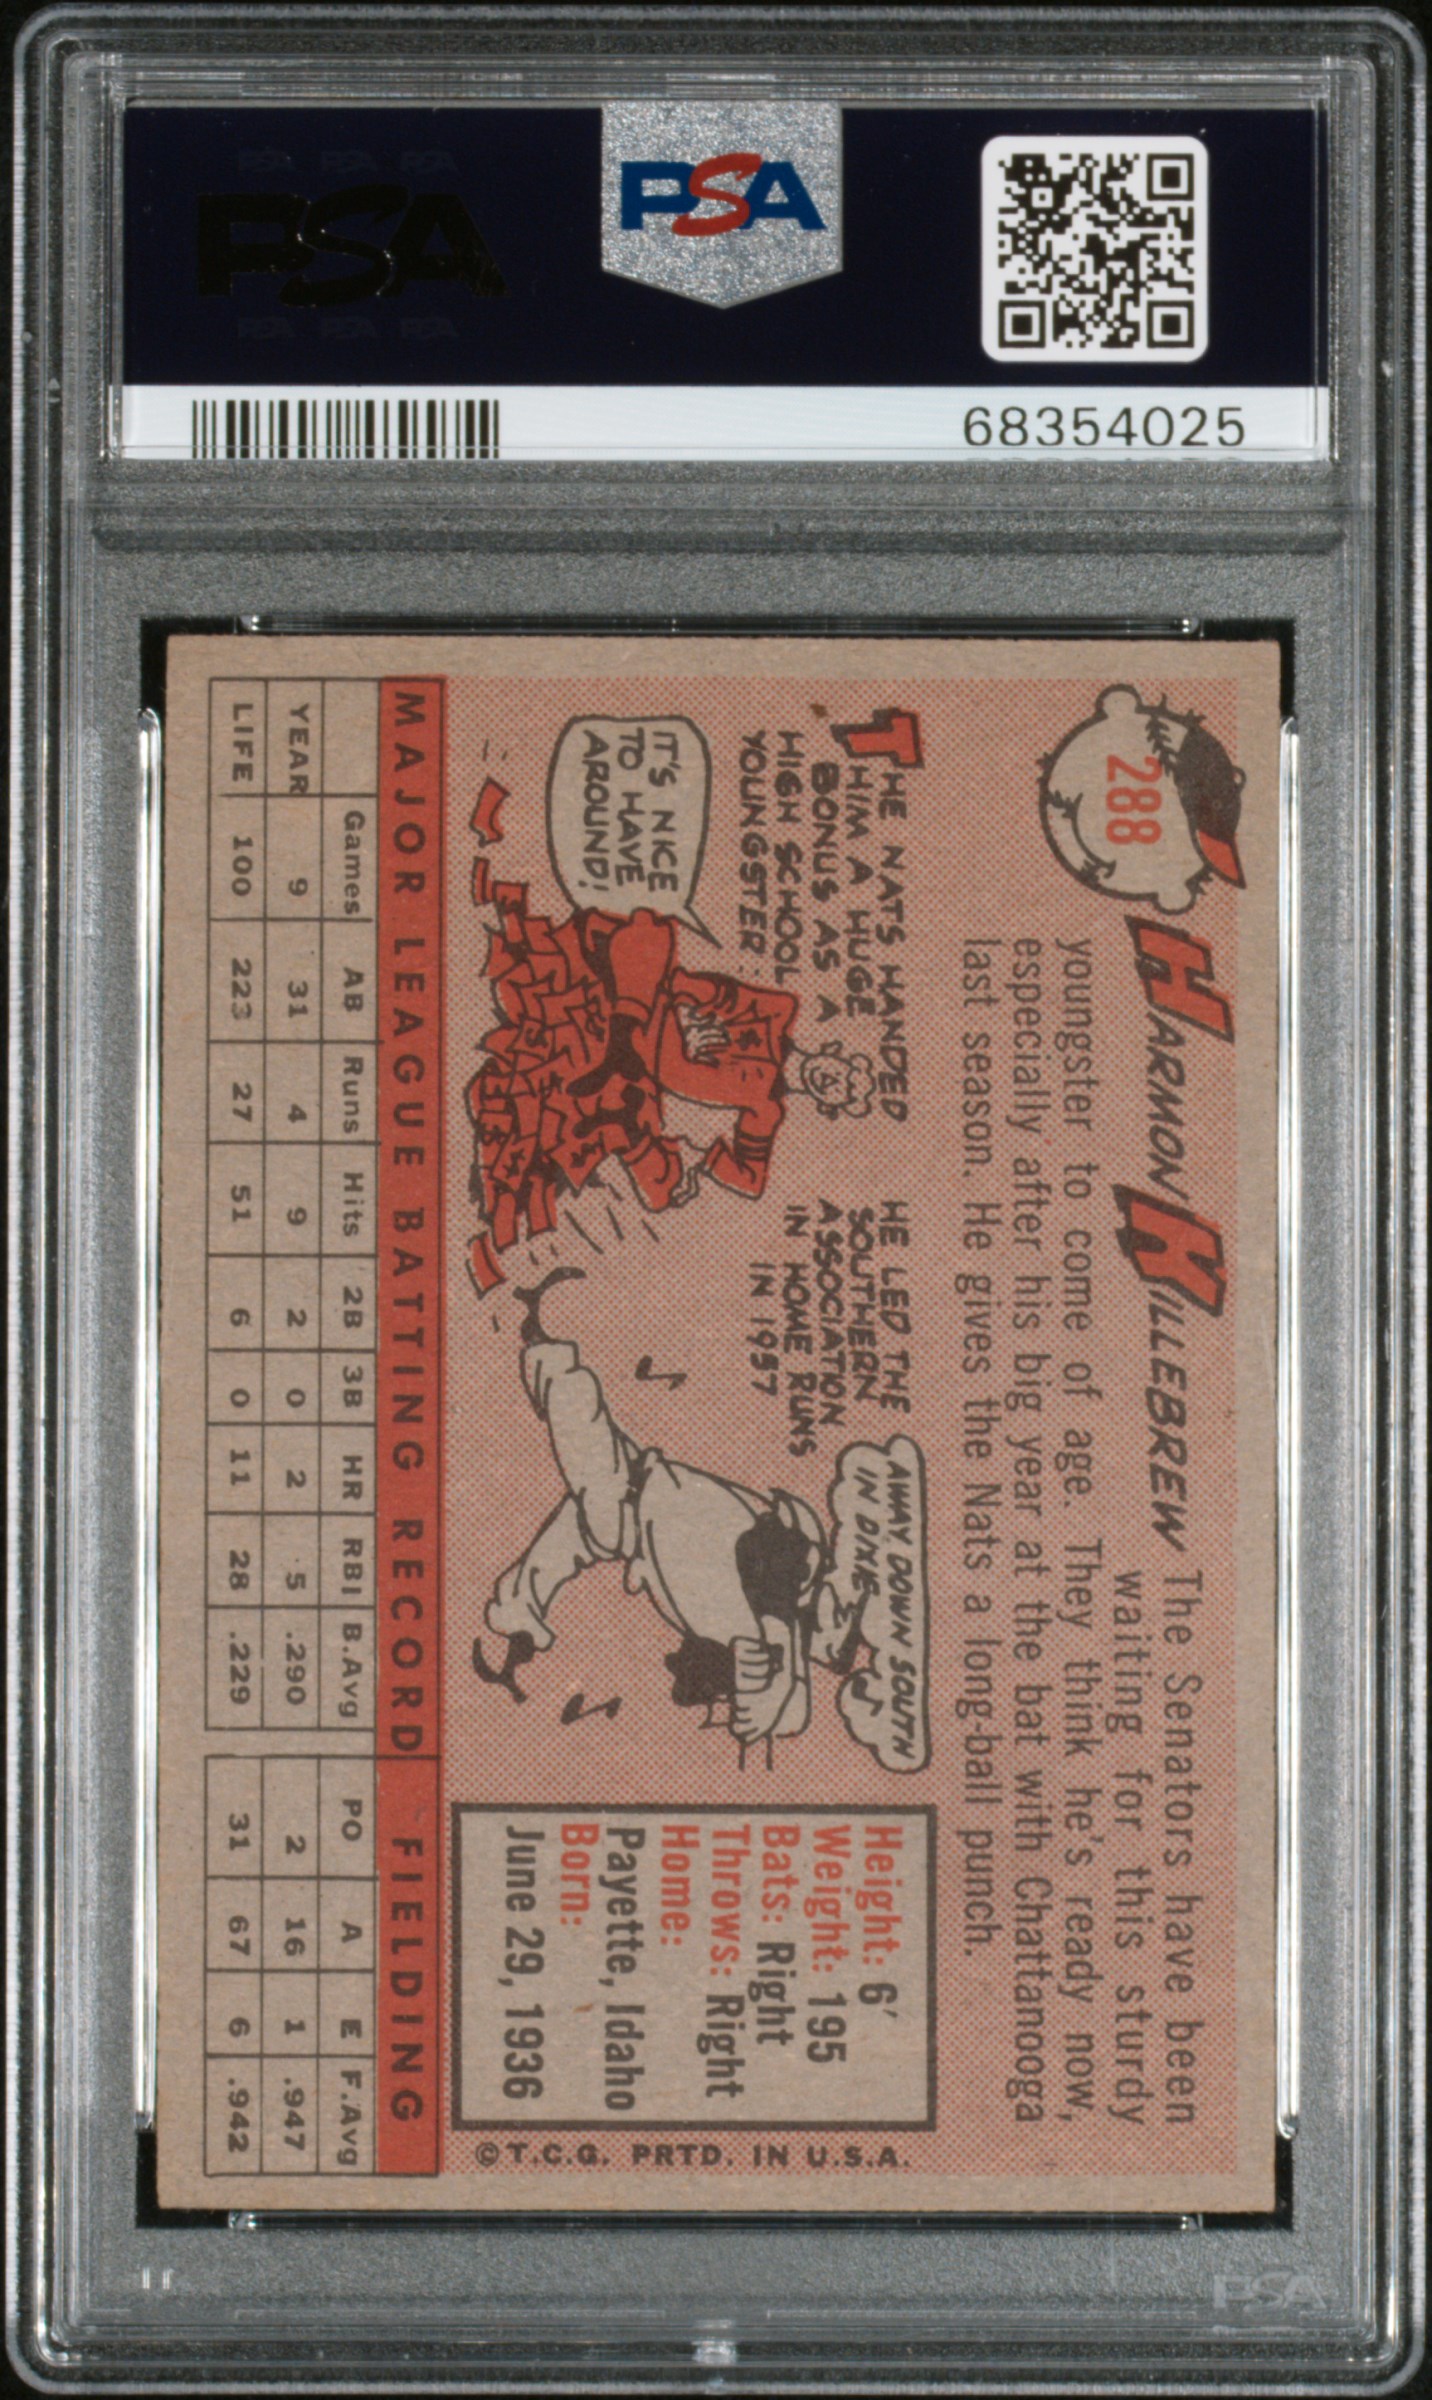 PSA PSA PSA
PSA
PSA PSA PSA
PSA
68354025
288
HARMON KILLEBREW The Senators have been
waiting for this sturdy
youngster to come of age. They think he's ready now,
especially after his big year at the bat with Chattanooga
last season. He gives the Nats a long-ball punch.
THE NATS HANDED
HIM A HUGE
BONUS AS A
HIGH SCHOOL
YOUNGSTER.
IT'S NICE
TO HAVE
AROUND!
HE LED THE
SOUTHERN
ASSOCIATION
IN HOME RUNS
IN 1957
AWAY DOWN SOUTH
IN DIXIE
Height: 6'
Weight: 195
Bats: Right
Throws: Right
Home:
Payette, Idaho
Born:
June 29, 1936
© T.C.G. PRTD. IN U.S.A.
MAJOR LEAGUE BATTING RECORD FIELDING
Games AB Runs Hits 2B 3B HR RBI B.Avg PO A E F.Avg
YEAR 9 31 4 9 2 0 2 5 .290 2 16 1 .947
LIFE 100 223 27 51 6 0 11 28 .229 31 67 6 .942
PSA